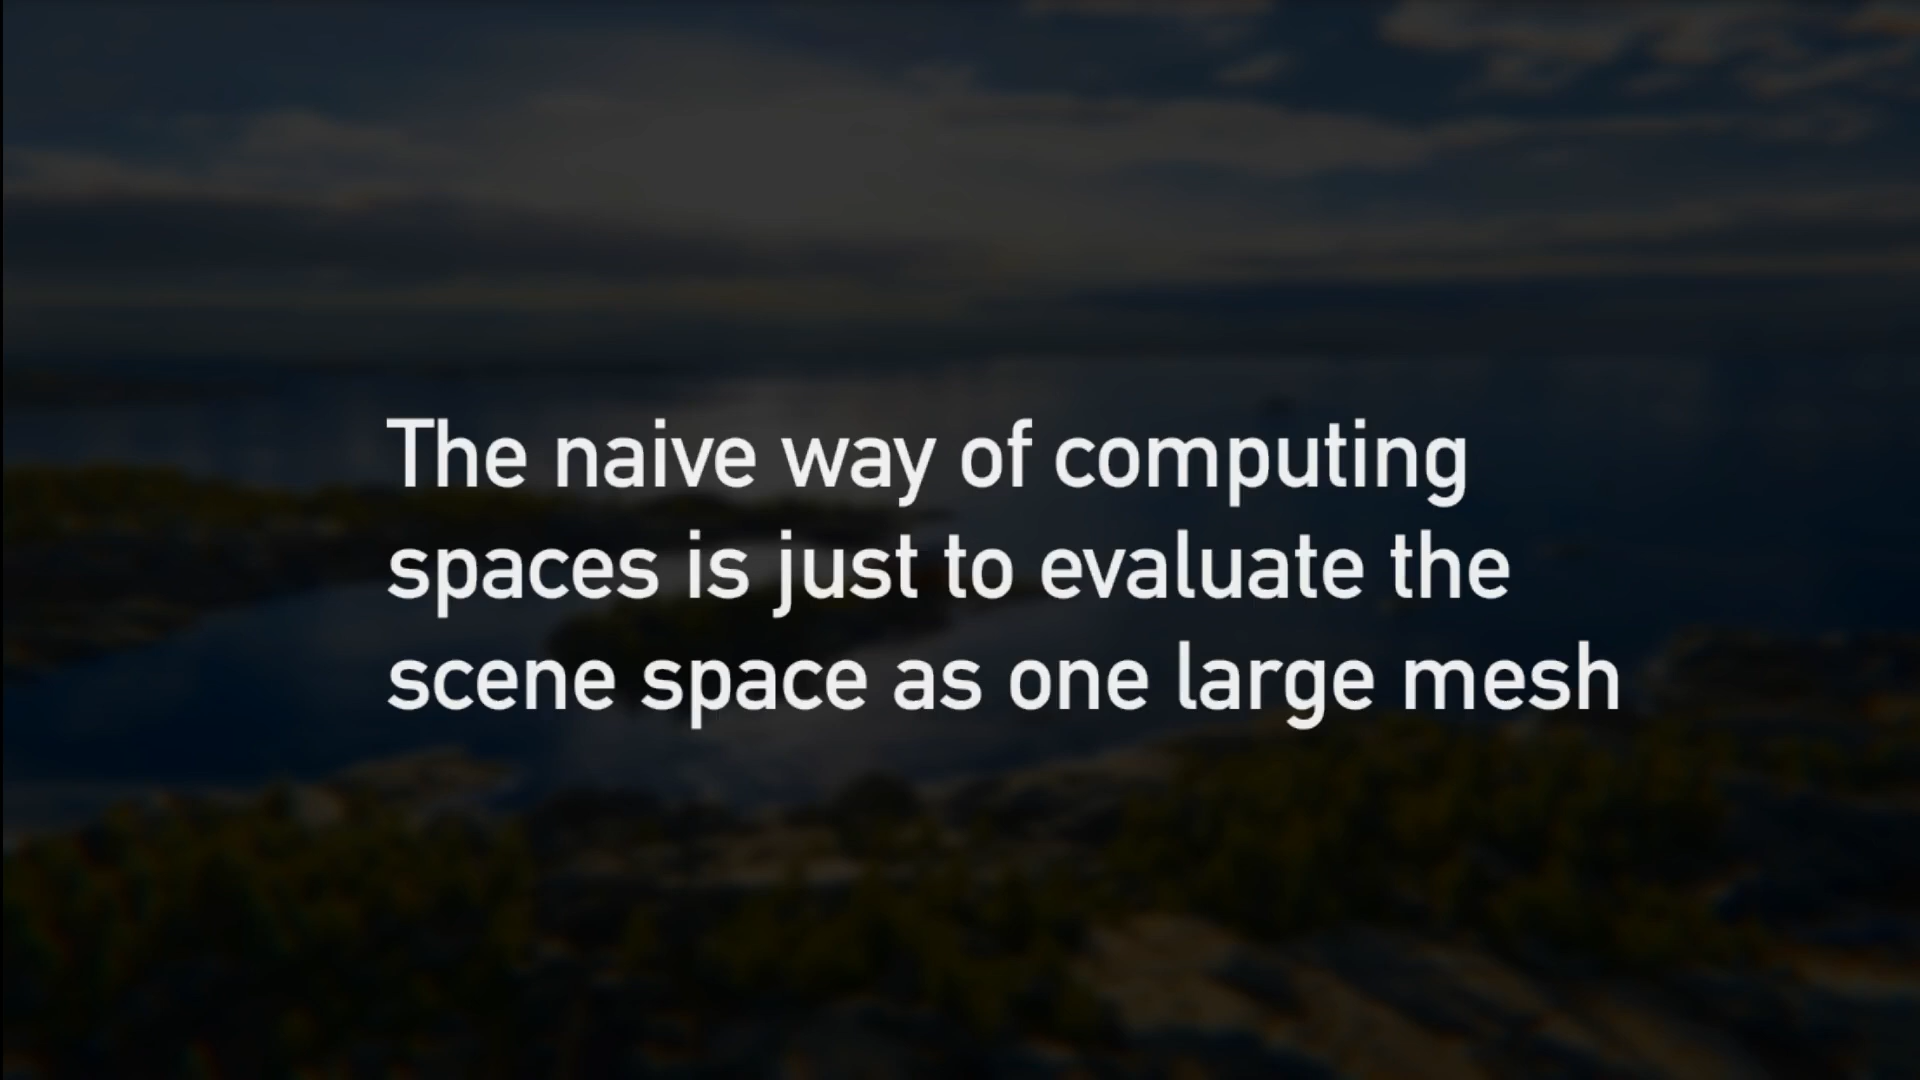 The naive way of computing
spaces is just to evaluate the
scene space as one large mesh